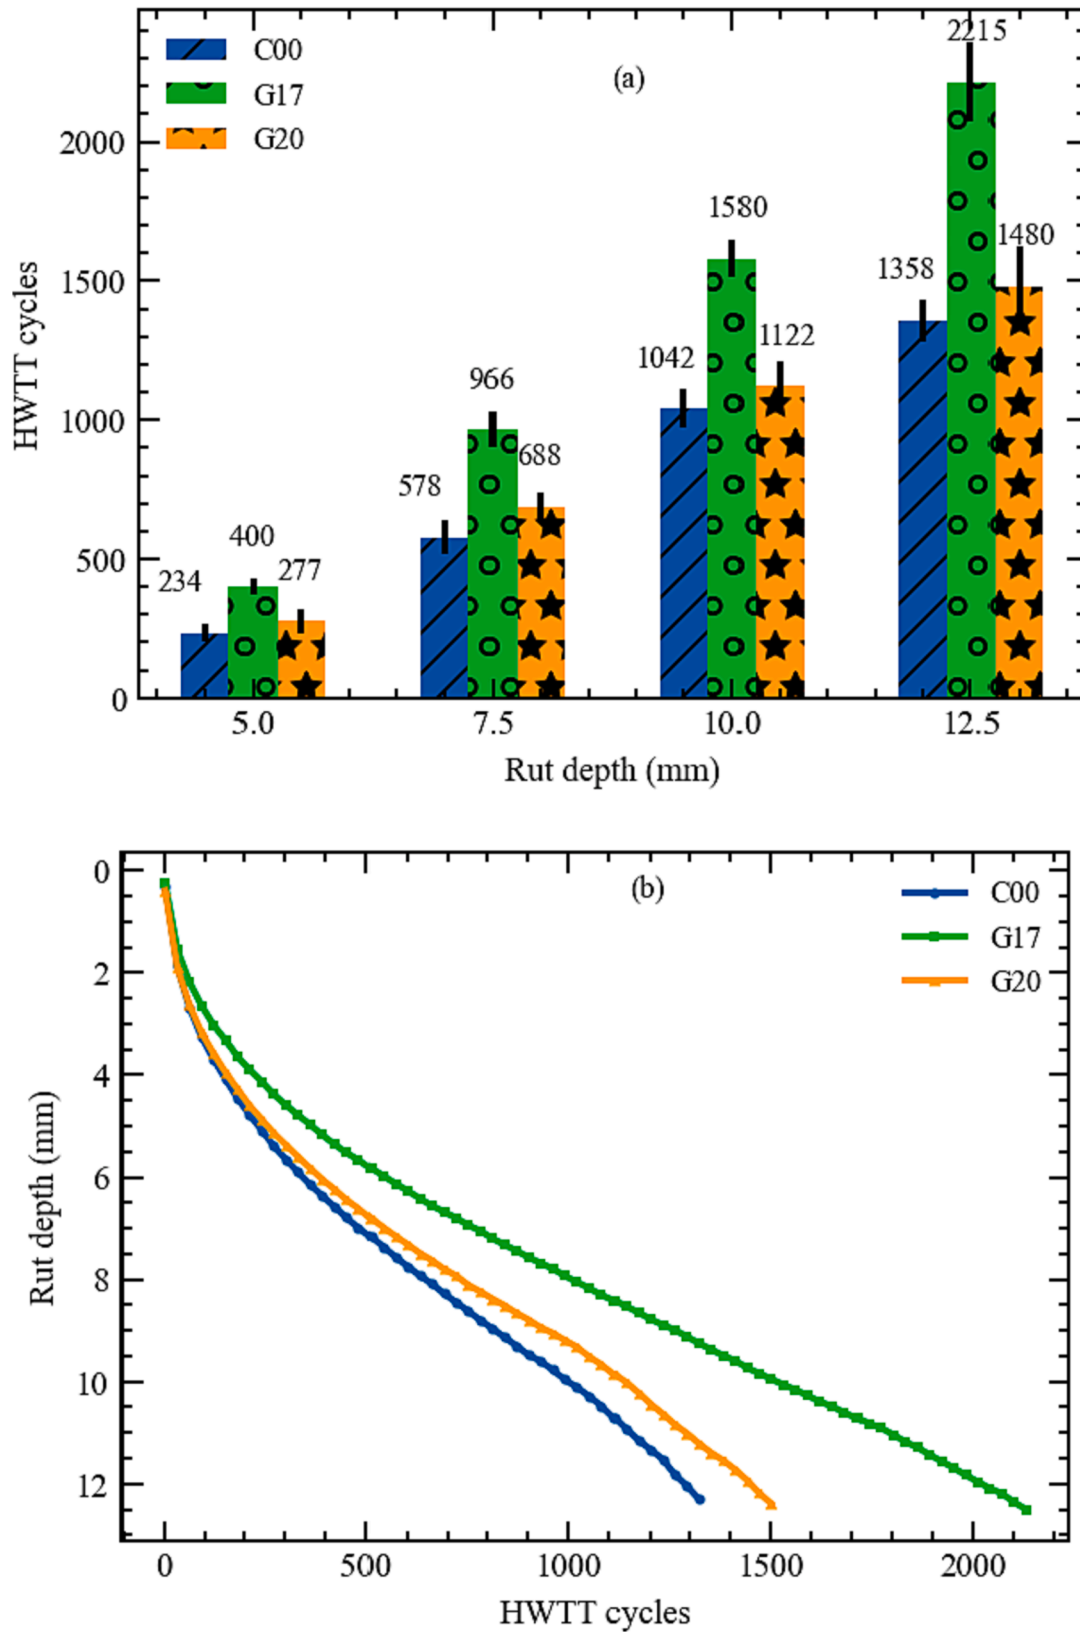 C00
G17
G20
(a)
2215
2000
1580
1480
1358
1500
1122
1042
966
1000
688
578
400
500
277
234
0
5.0 7.5 10.0 12.5
HWTT cycles
Rut depth (mm)
(b)
C00
G17
G20
0
2
4
6
8
10
12
Rut depth (mm)
0 500 1000 1500 2000
HWTT cycles